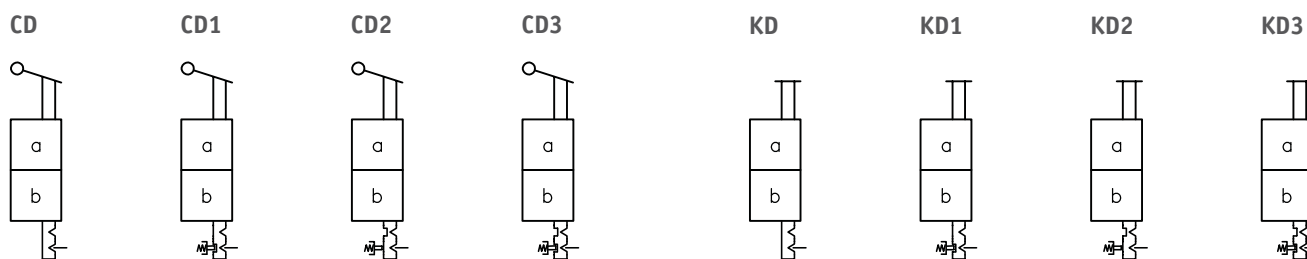 CD CD1 CD2 CD3 KD KD1 KD2 KD3
a a a a a a a a
b b b b b b b b